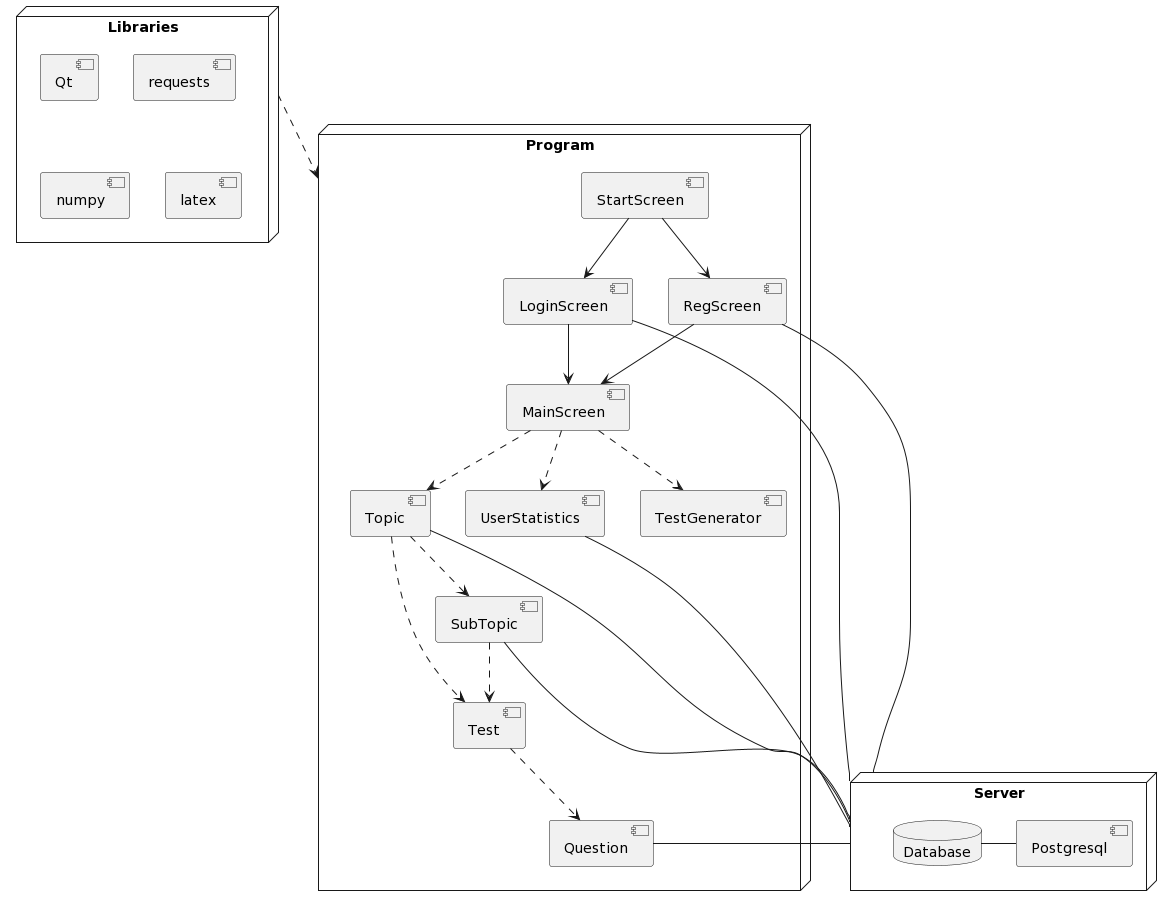 Libraries
Qt
requests
numpy
latex
Program
StartScreen
LoginScreen
RegScreen
MainScreen
Topic
UserStatistics
TestGenerator
SubTopic
Test
Question
Server
Database
Postgresql